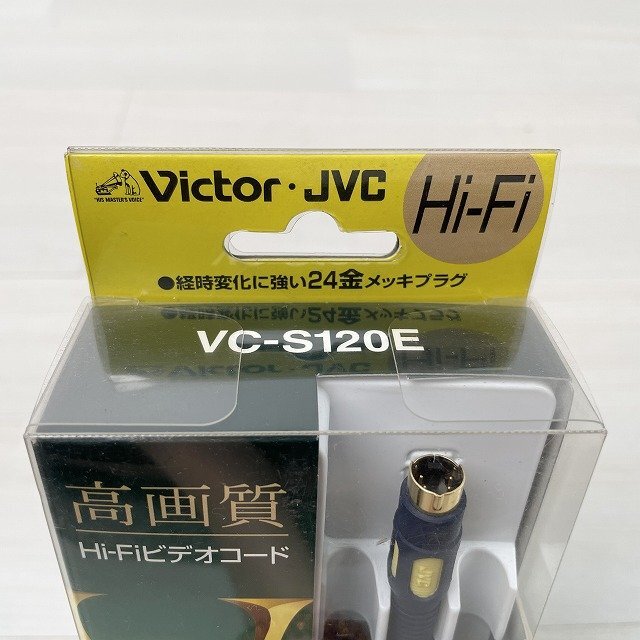 "HIS MASTER'S VOICE"
Victor・JVC
Hi-Fi
●経時変化に強い24金メッキプラグ
VC-S120E
高画質
Hi-Fiビデオコード
JVC